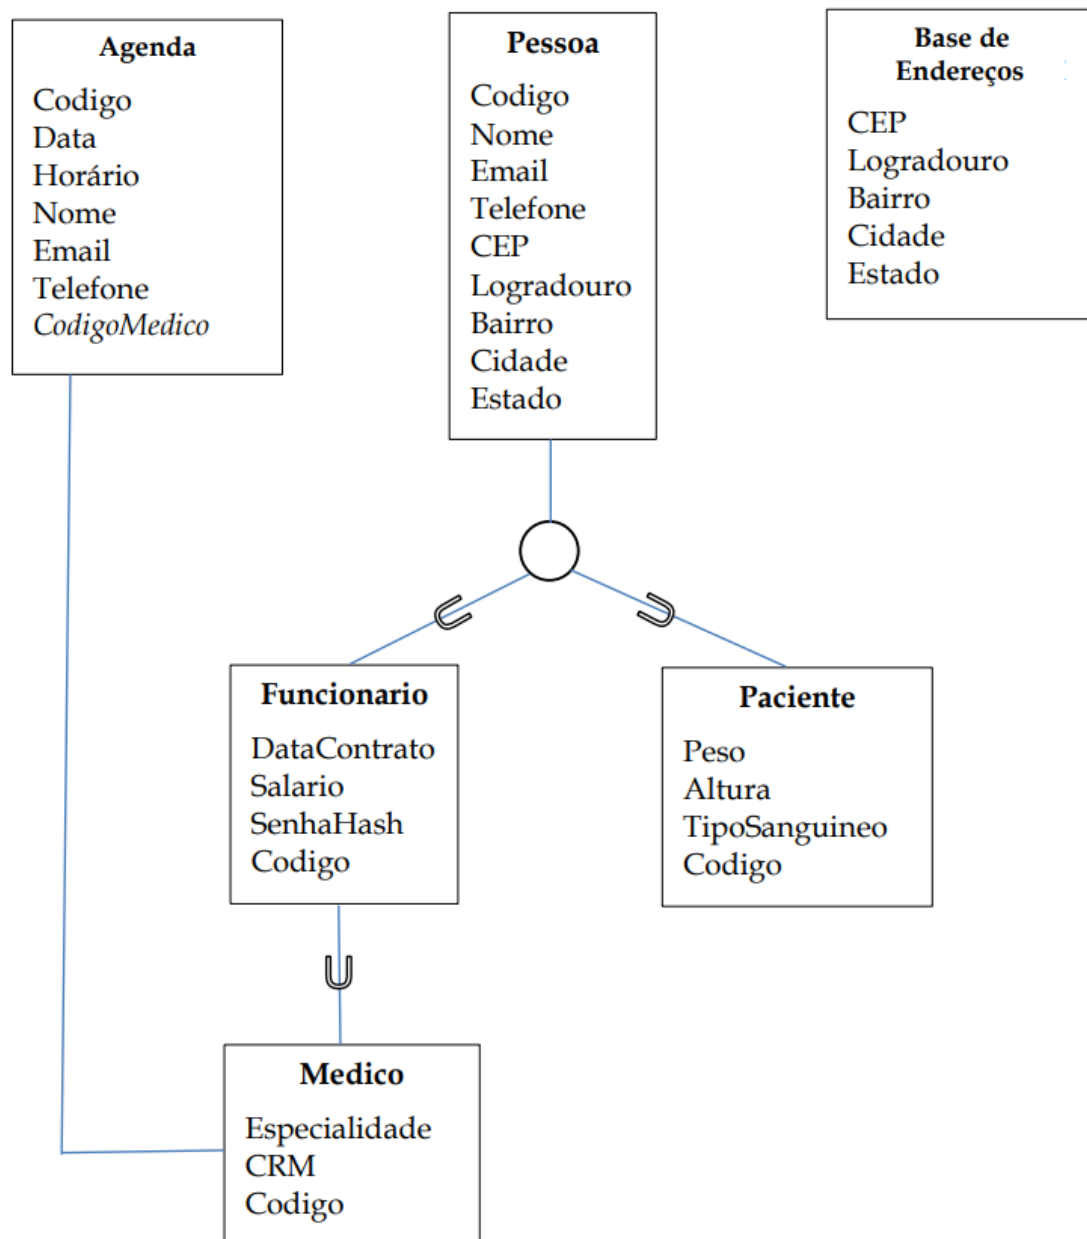 Agenda
Codigo
Data
Horário
Nome
Email
Telefone
CodigoMedico
Pessoa
Codigo
Nome
Email
Telefone
CEP
Logradouro
Bairro
Cidade
Estado
Base de
Endereços
CEP
Logradouro
Bairro
Cidade
Estado
Funcionario
DataContrato
Salario
SenhaHash
Codigo
Paciente
Peso
Altura
TipoSanguineo
Codigo
Medico
Especialidade
CRM
Codigo